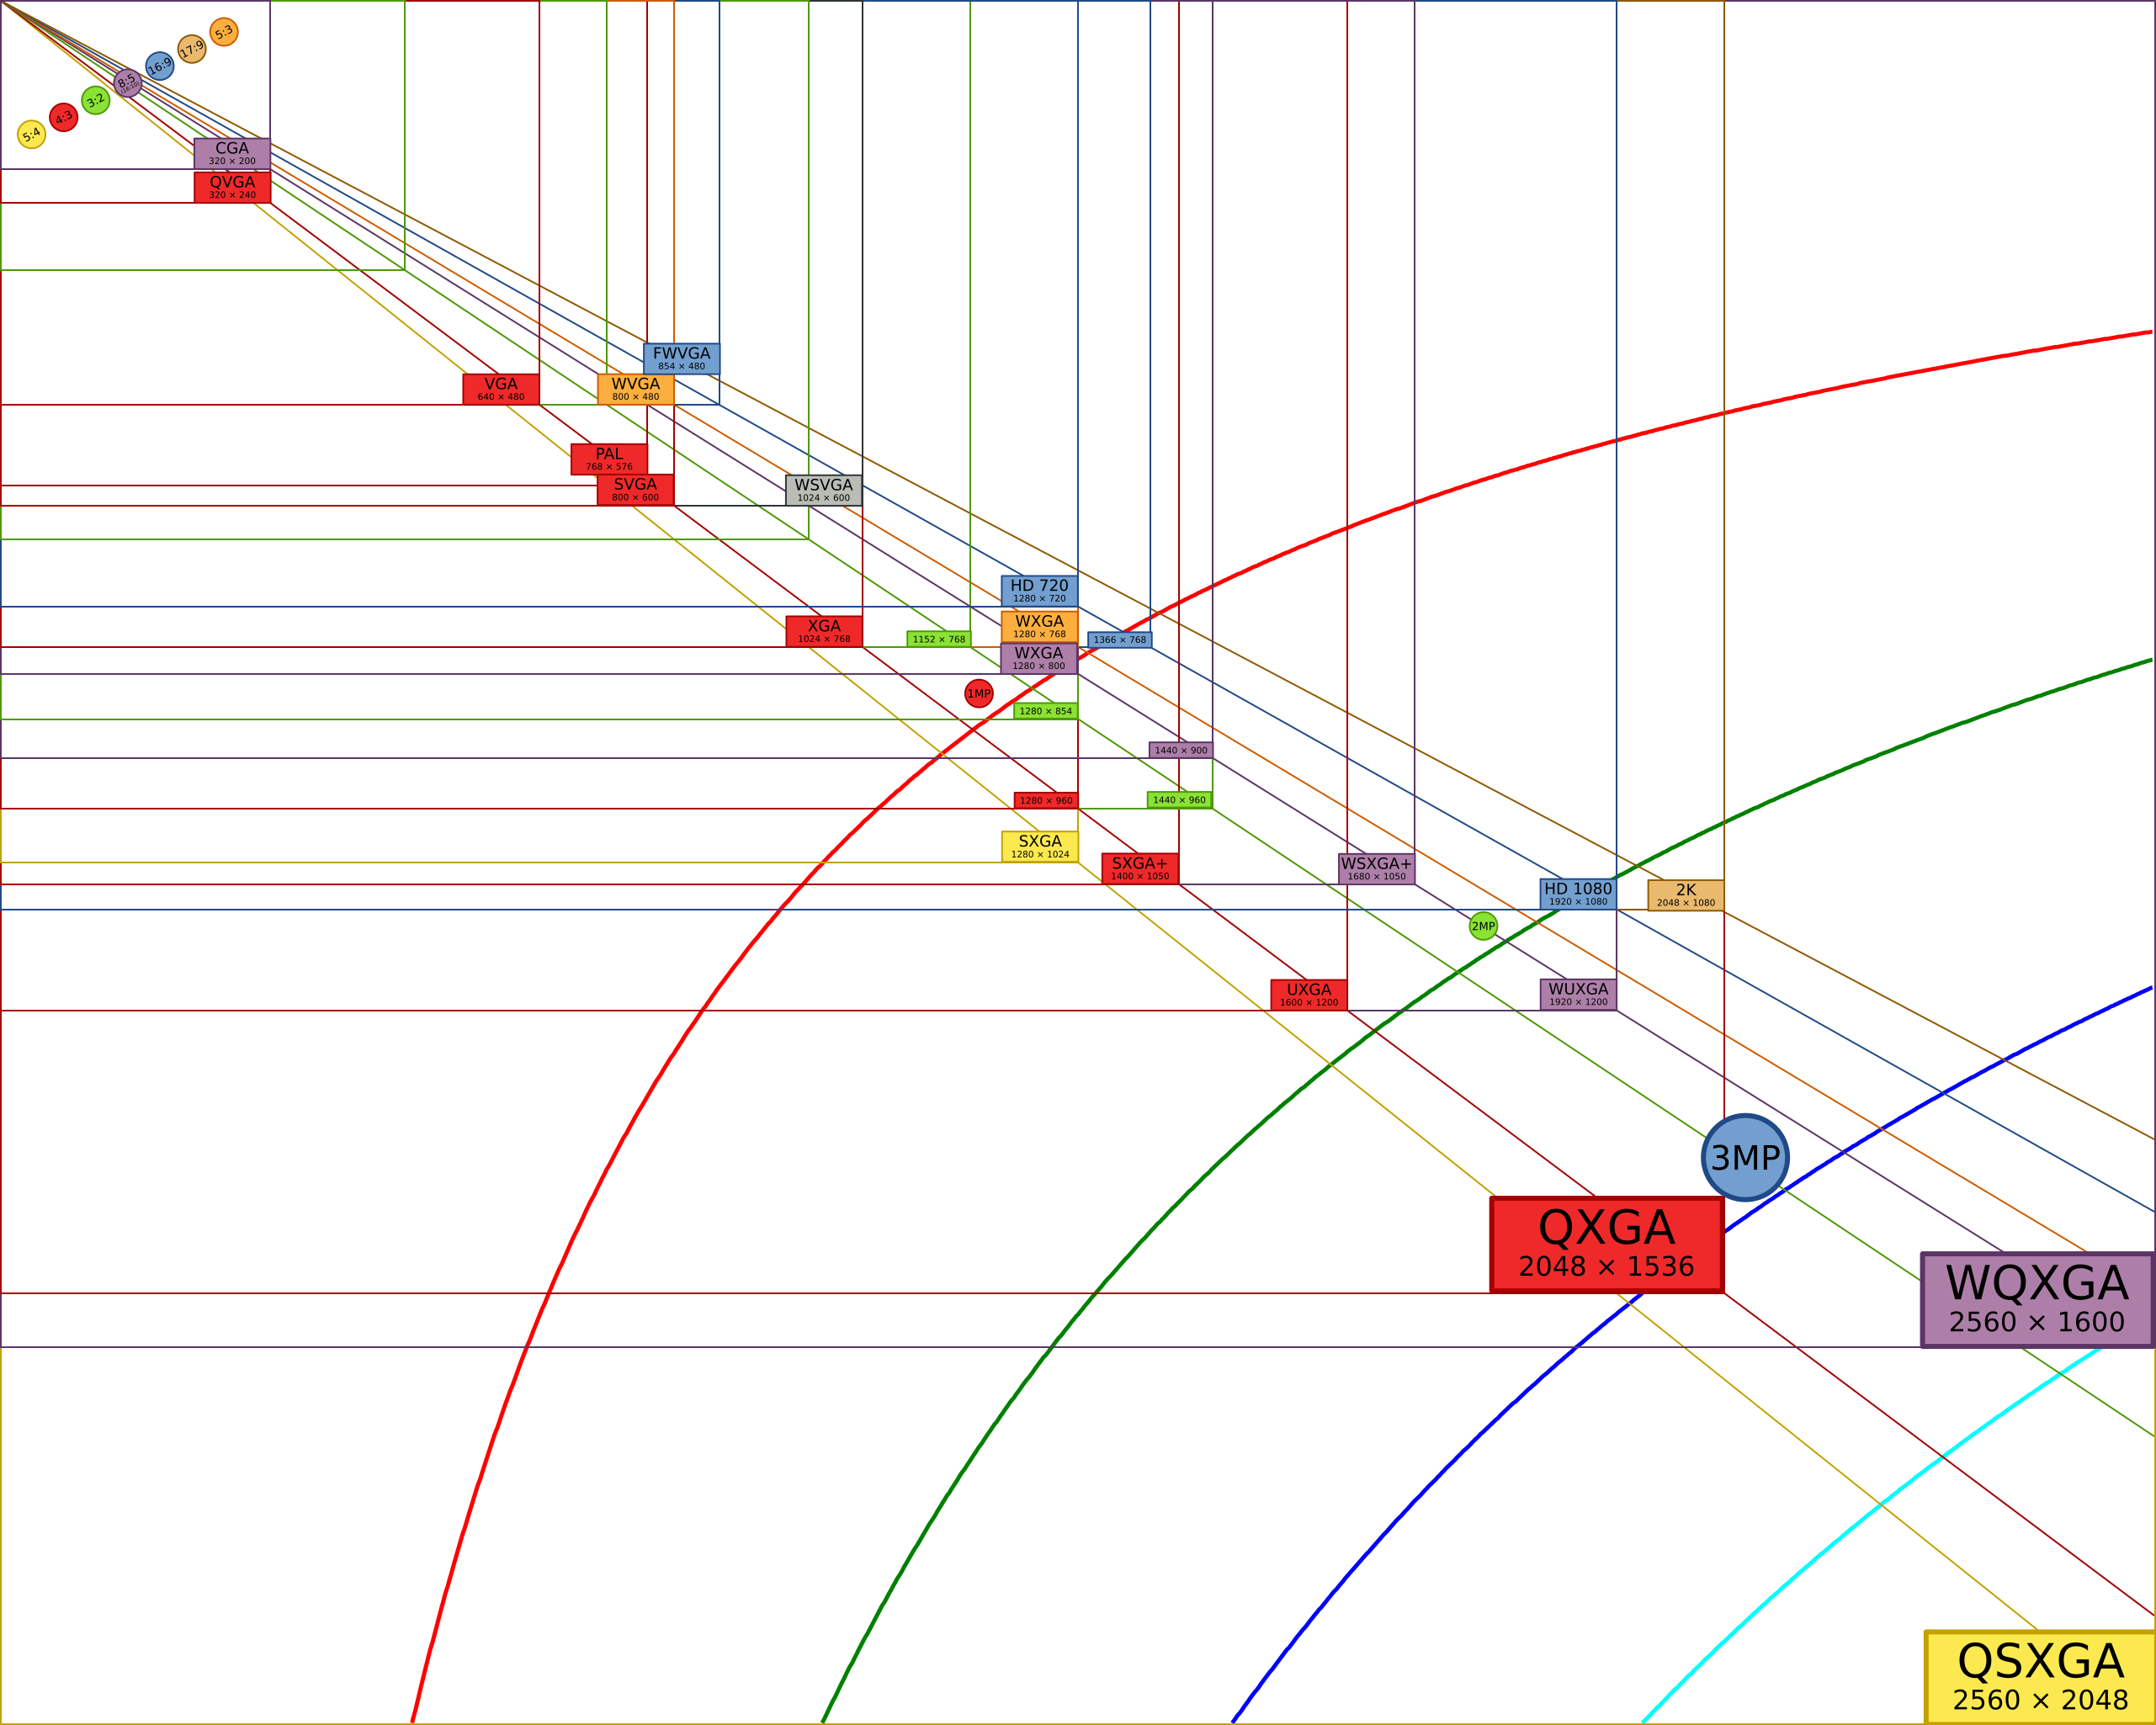 5:3
17:9
16:9
8:5
(16:10)
3:2
4:3
5:4
CGA
320 × 200
QVGA
320 × 240
FWVGA
854 × 480
VGA
640 × 480
WVGA
800 × 480
PAL
768 × 576
SVGA
800 × 600
WSVGA
1024 × 600
HD 720
1280 × 720
XGA
1024 × 768
1152 × 768
WXGA
1280 × 768
1366 × 768
WXGA
1280 × 800
1MP
1280 × 854
1440 × 900
1280 × 960
1440 × 960
SXGA
1280 × 1024
SXGA+
1400 × 1050
WSXGA+
1680 × 1050
HD 1080
1920 × 1080
2K
2048 × 1080
2MP
UXGA
1600 × 1200
WUXGA
1920 × 1200
3MP
QXGA
2048 × 1536
WQXGA
2560 × 1600
QSXGA
2560 × 2048